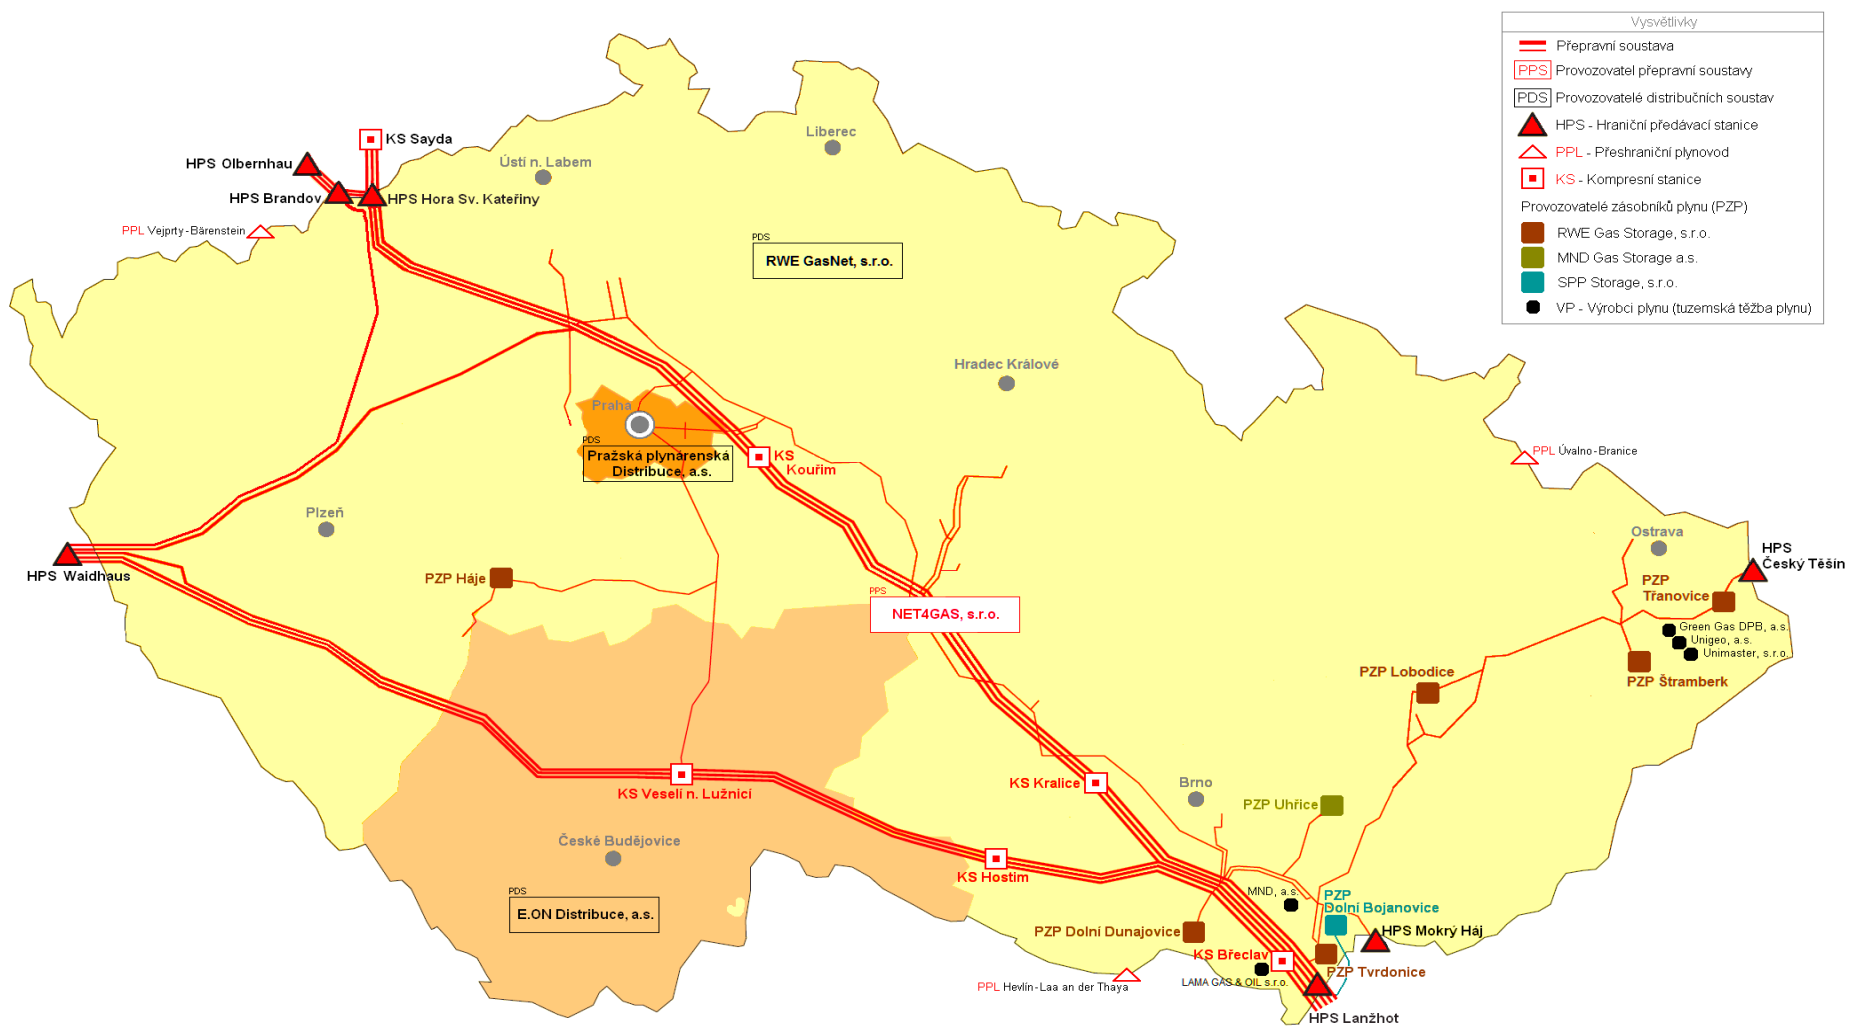 Vysvětlivky
Přepravní soustava
PPS Provozovatel přepravní soustavy
PDS Provozovatelé distribučních soustav
HPS - Hraniční předávací stanice
PPL - Přeshraniční plynovod
KS - Kompresní stanice
Provozovatelé zásobníků plynu (PZP)
RWE Gas Storage, s.r.o.
MND Gas Storage a.s.
SPP Storage, s.r.o.
VP - Výrobci plynu (tuzemská těžba plynu)
KS Sayda
HPS Olbernhau
HPS Brandov
HPS Hora Sv. Kateřiny
PPL Vejprty-Bärenstein
Ústí n. Labem
Liberec
PDS
RWE GasNet, s.r.o.
Hradec Králové
Praha
PDS
Pražská plynárenská
Distribuce, a.s.
KS
Kouřim
PPL Úvalno-Branice
Plzeň
HPS Waidhaus
PZP Háje
PPS
NET4GAS, s.r.o.
Ostrava
HPS
Český Těšín
PZP
Třanovice
Green Gas DPB, a.s.
Unigeo, a.s.
Unimaster, s.r.o.
PZP Štramberk
PZP Lobodice
KS Veselí n. Lužnicí
KS Kralice
Brno
PZP Uhřice
České Budějovice
KS Hostim
PDS
E.ON Distribuce, a.s.
MND, a.s.
PZP
Dolní Bojanovice
PZP Dolní Dunajovice
HPS Mokrý Háj
KS Břeclav
PZP Tvrdonice
PPL Hevlín-Laa an der Thaya
LAMA GAS & OIL s.r.o.
HPS Lanžhot